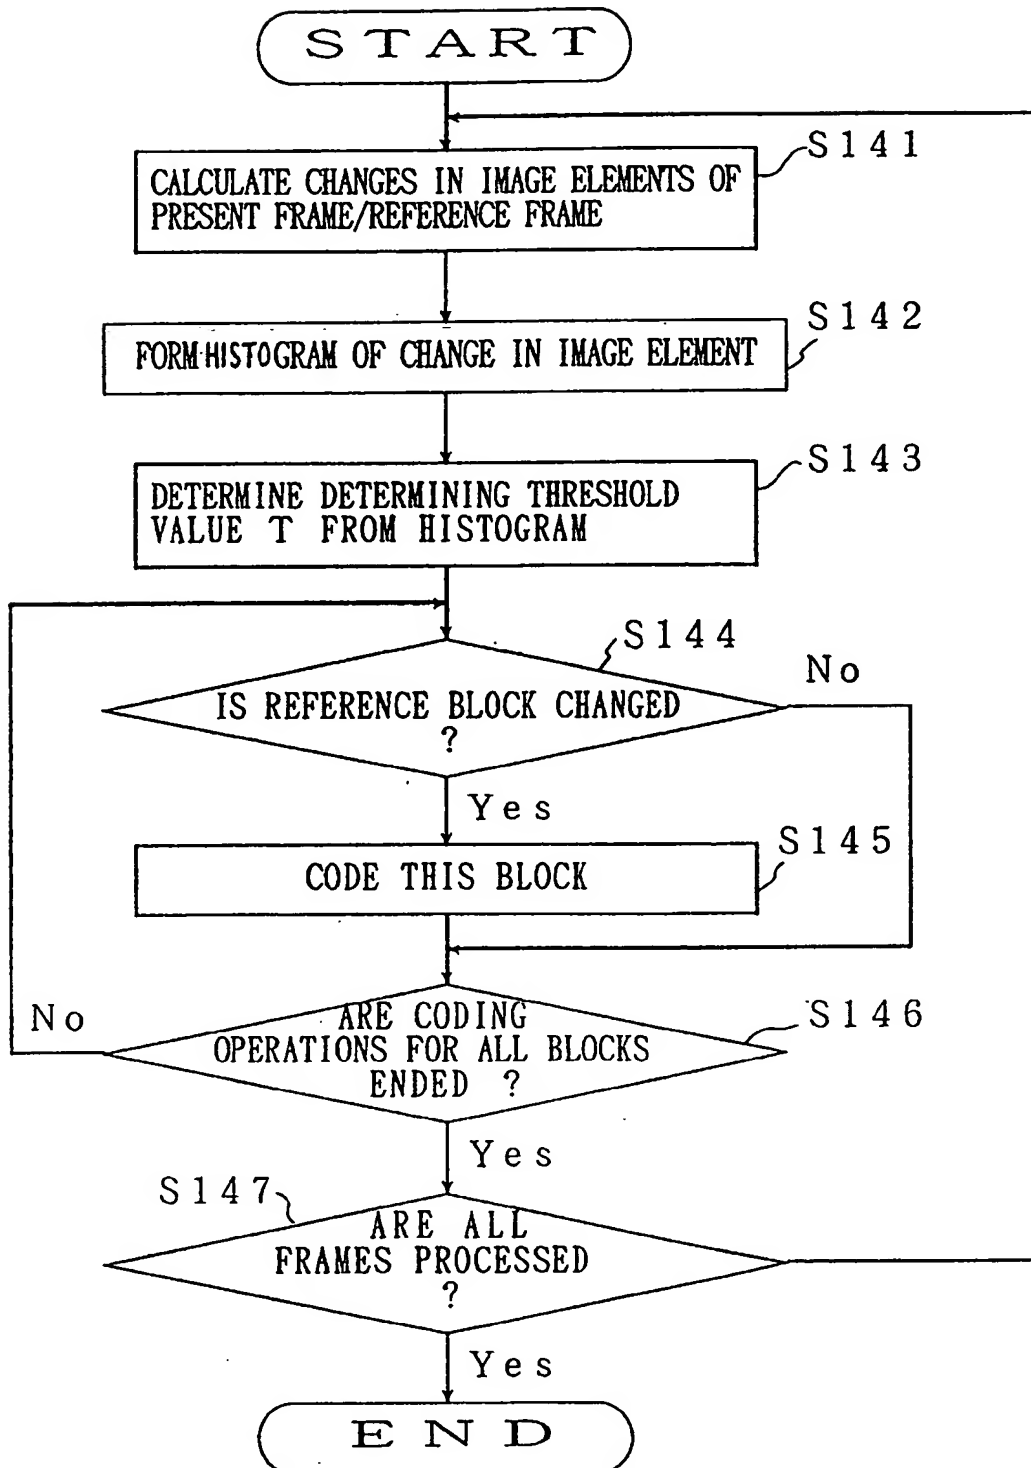 START
S141
CALCULATE CHANGES IN IMAGE ELEMENTS OF
PRESENT FRAME/REFERENCE FRAME
S142
FORM HISTOGRAM OF CHANGE IN IMAGE ELEMENT
S143
DETERMINE DETERMINING THRESHOLD
VALUE T FROM HISTOGRAM
S144
No
IS REFERENCE BLOCK CHANGED
?
Yes
S145
CODE THIS BLOCK
No
S146
ARE CODING
OPERATIONS FOR ALL BLOCKS
ENDED ?
Yes
S147
ARE ALL
FRAMES PROCESSED
?
Yes
END